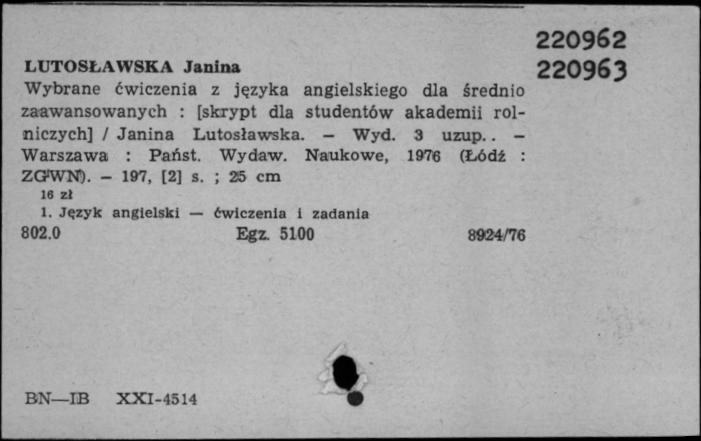 220962
220963
LUTOSŁAWSKA Janina
Wybrane ćwiczenia z języka angielskiego dla średnio
zaawansowanych : [skrypt dla studentów akademii rol-
niczych] / Janina Lutosławska. — Wyd. 3 uzup.. —
Warszawa : Państ. Wydaw. Naukowe, 1976 (Łódź :
ZGWN). — 197, [2] s. ; 25 cm
16 zł
1. Język angielski — ćwiczenia i zadania
802.0 Egz. 5100 8924/76
BN—IB XXI-4514